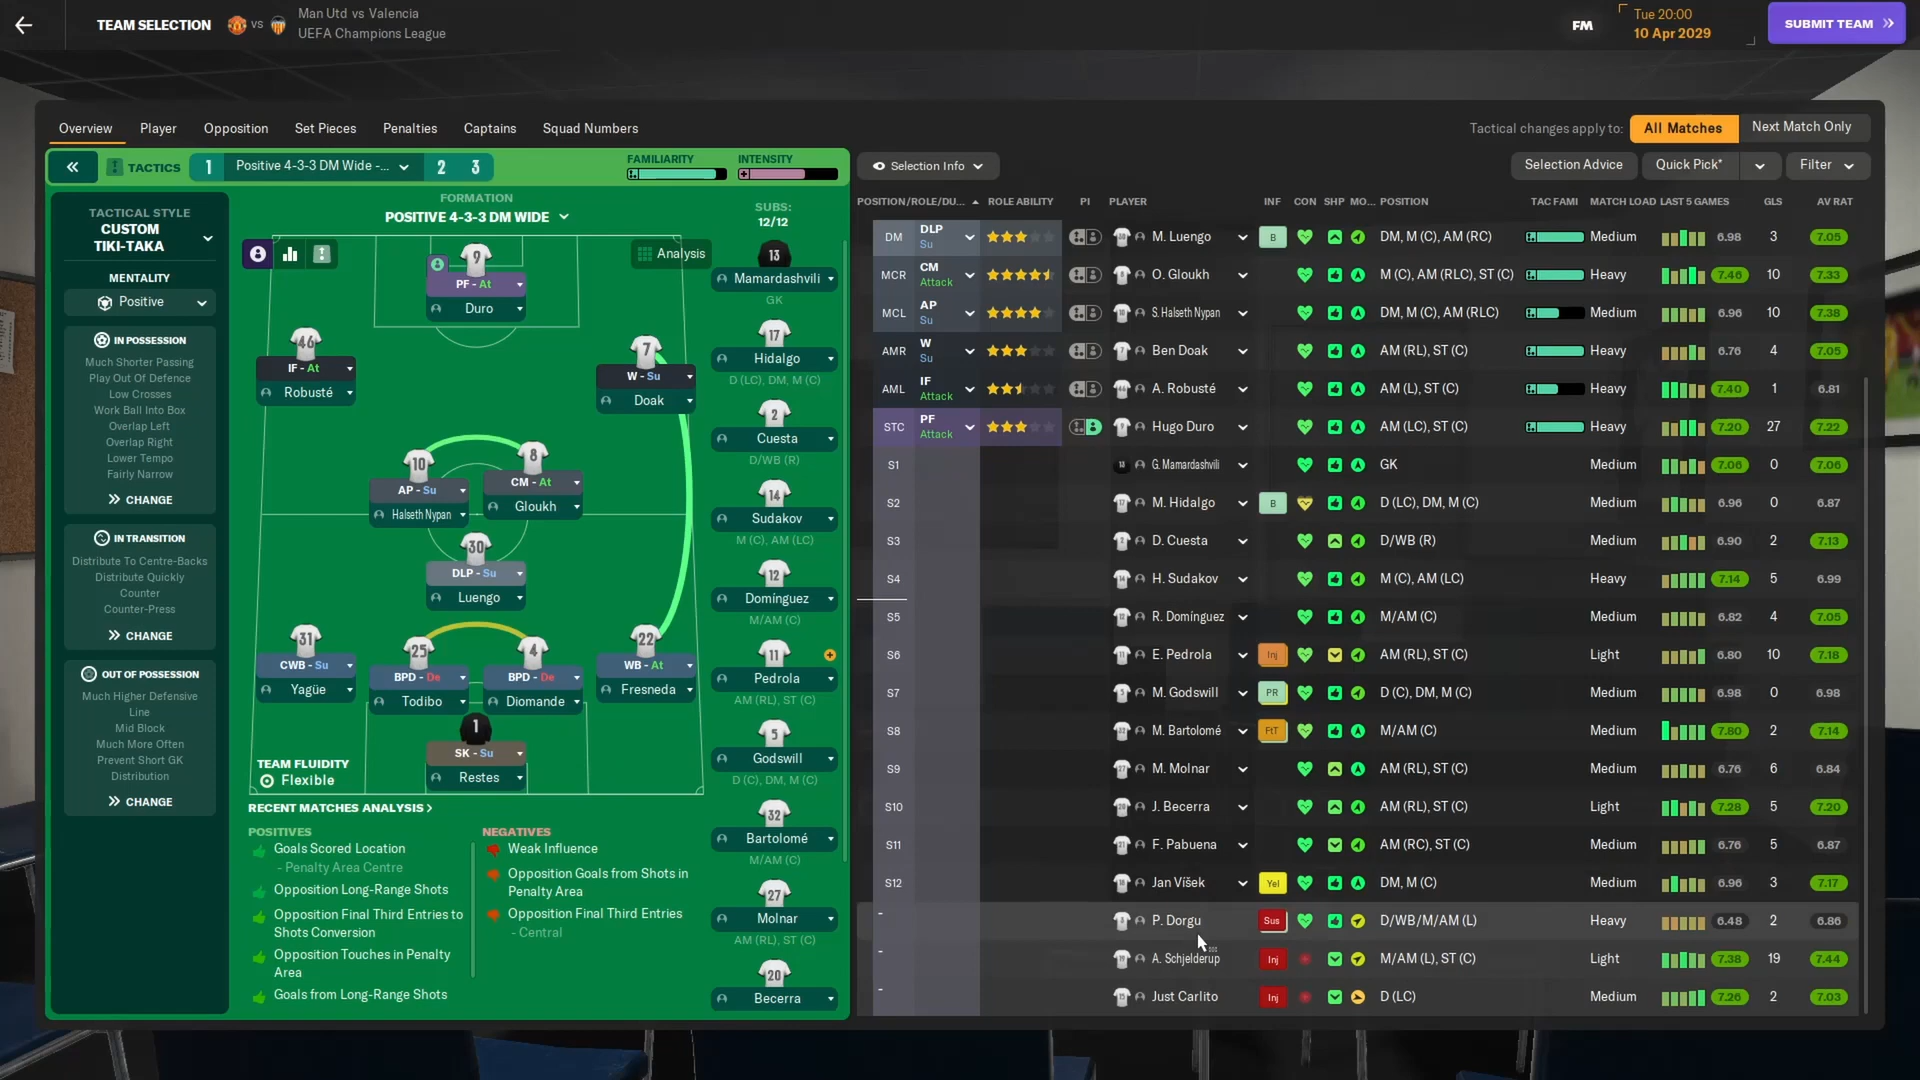 TEAM SELECTION
vs
Man Utd vs Valencia
UEFA Champions League
FM
Tue 20:00
10 Apr 2029
SUBMIT TEAM
Overview
Player
Opposition
Set Pieces
Penalties
Captains
Squad Numbers
Tactical changes apply to:
All Matches
Next Match Only
TACTICS
1
Positive 4-3-3 DM Wide -...
2
3
FAMILIARITY
INTENSITY
Selection Info
Selection Advice
Quick Pick*
Filter
TACTICAL STYLE
CUSTOM
TIKI-TAKA
MENTALITY
Positive
IN POSSESSION
Much Shorter Passing
Play Out Of Defence
Low Crosses
Work Ball Into Box
Overlap Left
Overlap Right
Lower Tempo
Fairly Narrow
CHANGE
IN TRANSITION
Distribute To Centre-Backs
Distribute Quickly
Counter
Counter-Press
CHANGE
OUT OF POSSESSION
Much Higher Defensive
Line
Mid Block
Much More Often
Prevent Short GK
Distribution
CHANGE
FORMATION
POSITIVE 4-3-3 DM WIDE
Analysis
9
PF - At
Duro
46
IF - At
Robusté
7
W - Su
Doak
10
AP - Su
Halseth Nypan
8
CM - At
Gloukh
30
DLP - Su
Luengo
31
CWB - Su
Yagüe
25
BPD - De
Todibo
4
BPD - De
Diomande
22
WB - At
Fresneda
1
SK - Su
Restes
TEAM FLUIDITY
Flexible
RECENT MATCHES ANALYSIS
POSITIVES
Goals Scored Location
- Penalty Area Centre
Opposition Long-Range Shots
Opposition Final Third Entries to
Shots Conversion
Opposition Touches in Penalty
Area
Goals from Long-Range Shots
NEGATIVES
Weak Influence
Opposition Goals from Shots in
Penalty Area
Opposition Final Third Entries
- Central
SUBS:
12/12
13
Mamardashvili
GK
17
Hidalgo
D (LC), DM, M (C)
2
Cuesta
D/WB (R)
14
Sudakov
M (C), AM (LC)
12
Domínguez
M/AM (C)
11
Pedrola
AM (RL), ST (C)
5
Godswill
D (C), DM, M (C)
32
Bartolomé
M/AM (C)
27
Molnar
AM (RL), ST (C)
20
Becerra
POSITION/ROLE/DU... ROLE ABILITY PI PLAYER INF CON SHP MO... POSITION TAC FAMI MATCH LOAD LAST 5 GAMES GLS AV RAT
DM DLP Su M. Luengo B DM, M (C), AM (RC) Medium 6.98 3 7.05
MCR CM Attack O. Gloukh M (C), AM (RLC), ST (C) Heavy 7.46 10 7.33
MCL AP Su S. Halseth Nypan DM, M (C), AM (RLC) Medium 6.96 10 7.38
AMR W Su Ben Doak AM (RL), ST (C) Heavy 6.76 4 7.05
AML IF Attack A. Robusté AM (L), ST (C) Heavy 7.40 1 6.81
STC PF Attack Hugo Duro AM (LC), ST (C) Heavy 7.20 27 7.22
S1 G. Mamardashvili GK Medium 7.06 0 7.06
S2 M. Hidalgo B D (LC), DM, M (C) Medium 6.96 0 6.87
S3 D. Cuesta D/WB (R) Medium 6.90 2 7.13
S4 H. Sudakov M (C), AM (LC) Heavy 7.14 5 6.99
S5 R. Domínguez M/AM (C) Medium 6.82 4 7.05
S6 E. Pedrola Inj AM (RL), ST (C) Light 6.80 10 7.18
S7 M. Godswill PR D (C), DM, M (C) Medium 6.98 0 6.98
S8 M. Bartolomé FtT M/AM (C) Medium 7.80 2 7.14
S9 M. Molnar AM (RL), ST (C) Medium 6.76 6 6.84
S10 J. Becerra AM (RL), ST (C) Light 7.28 5 7.20
S11 F. Pabuena AM (RC), ST (C) Medium 6.76 5 6.87
S12 Jan Víšek Yel DM, M (C) Medium 6.96 3 7.17
- P. Dorgu Sus D/WB/M/AM (L) Heavy 6.48 2 6.86
- A. Schjelderup Inj M/AM (L), ST (C) Light 7.38 19 7.44
- Just Carlito Inj D (LC) Medium 7.26 2 7.03